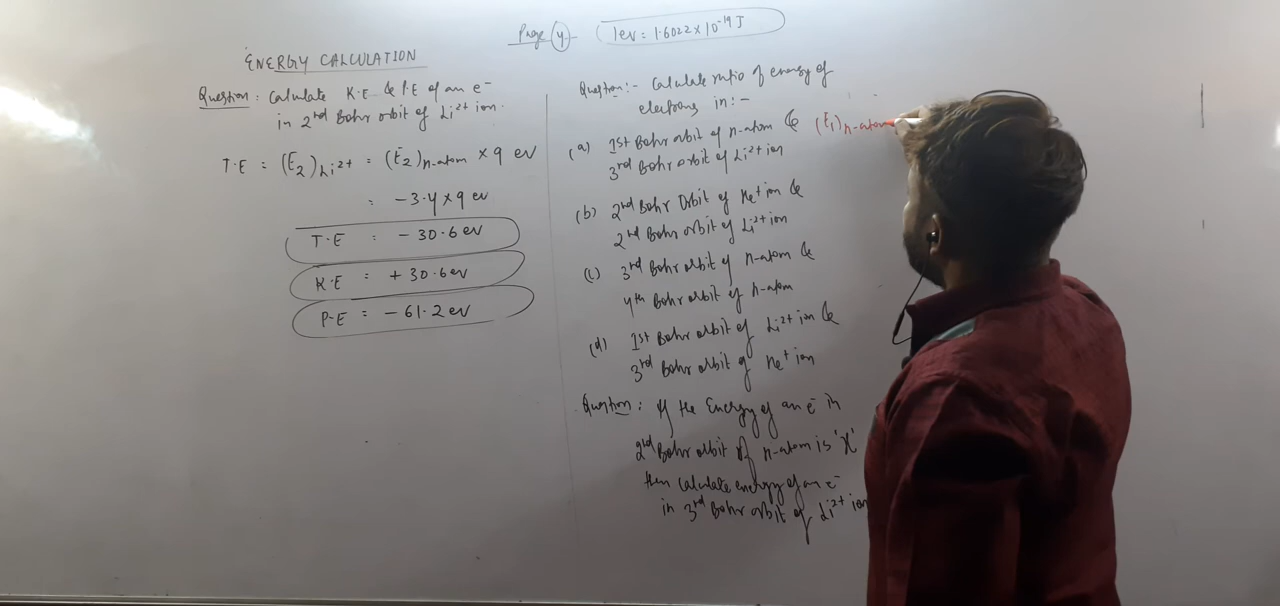 Page (4)
1ev = 1.6022 × 10⁻¹⁹ J
ENERGY CALCULATION
Question : Calculate K.E & P.E of an e⁻
in 2nd Bohr orbit of Li²⁺ ion.
T.E = (E₂)Li²⁺ = (E₂)H-atom × 9 ev
= -3.4 × 9 ev
T.E = - 30.6 ev
K.E = + 30.6 ev
P.E = - 61.2 ev
Question :- Calculate ratio of energy of
electrons in :-
(a) 1st Bohr orbit of H-atom &
3rd Bohr orbit of Li²⁺ ion
(b) 2nd Bohr Orbit of He⁺ ion &
2nd Bohr orbit of Li²⁺ ion
(c) 3rd Bohr orbit of H-atom &
4th Bohr orbit of H-atom
(d) 1st Bohr orbit of Li²⁺ ion &
3rd Bohr orbit of He⁺ ion
Question : If the Energy of an e⁻ in
2nd Bohr orbit of H-atom is 'X'
then calculate energy of an e⁻
in 3rd Bohr orbit of Li²⁺ ion
(E₁)H-atom